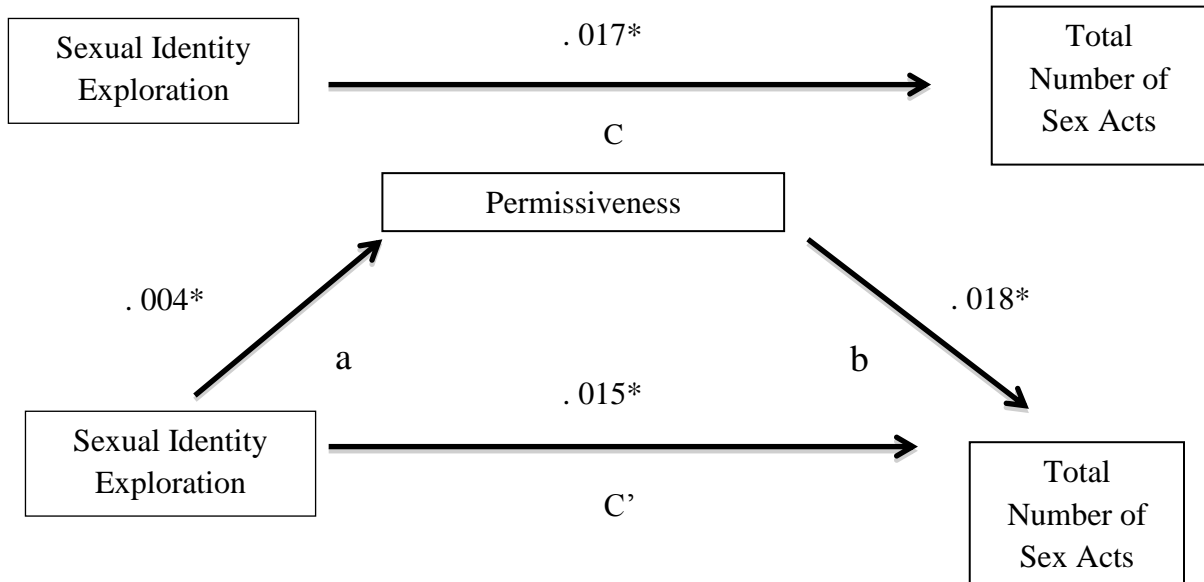 . 017*
Sexual Identity
Exploration
Total
Number of
Sex Acts
C
Permissiveness
. 004*
. 018*
a
b
. 015*
Sexual Identity
Exploration
C’
Total
Number of
Sex Acts